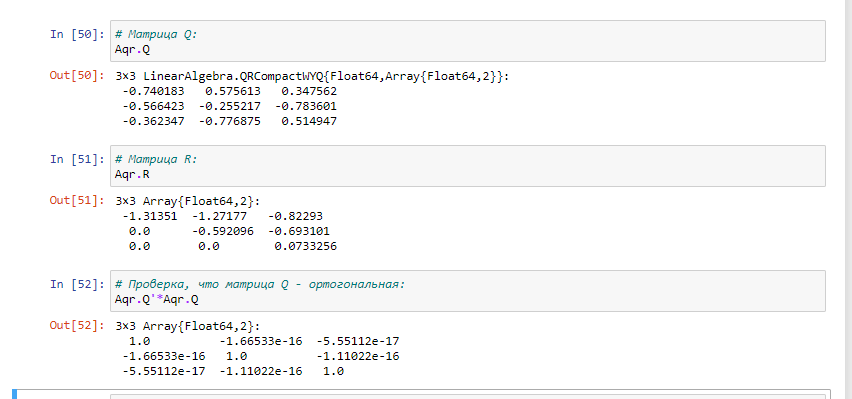 In [50]: # Матрица Q:
Aqr.Q
Out[50]: 3×3 LinearAlgebra.QRCompactWYQ{Float64,Array{Float64,2}}:
-0.740183 0.575613 0.347562
-0.566423 -0.255217 -0.783601
-0.362347 -0.776875 0.514947
In [51]: # Матрица R:
Aqr.R
Out[51]: 3×3 Array{Float64,2}:
-1.31351 -1.27177 -0.82293
0.0 -0.592096 -0.693101
0.0 0.0 0.0733256
In [52]: # Проверка, что матрица Q - ортогональная:
Aqr.Q'*Aqr.Q
Out[52]: 3×3 Array{Float64,2}:
1.0 -1.66533e-16 -5.55112e-17
-1.66533e-16 1.0 -1.11022e-16
-5.55112e-17 -1.11022e-16 1.0